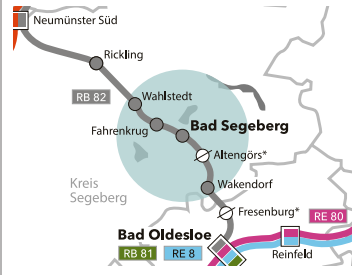 Neumünster Süd
Rickling
RB 82
Wahlstedt
Fahrenkrug
Bad Segeberg
Altengörs*
Kreis
Segeberg
Wakendorf
Fresenburg*
RE 80
Bad Oldesloe
RB 81
RE 8
Reinfeld